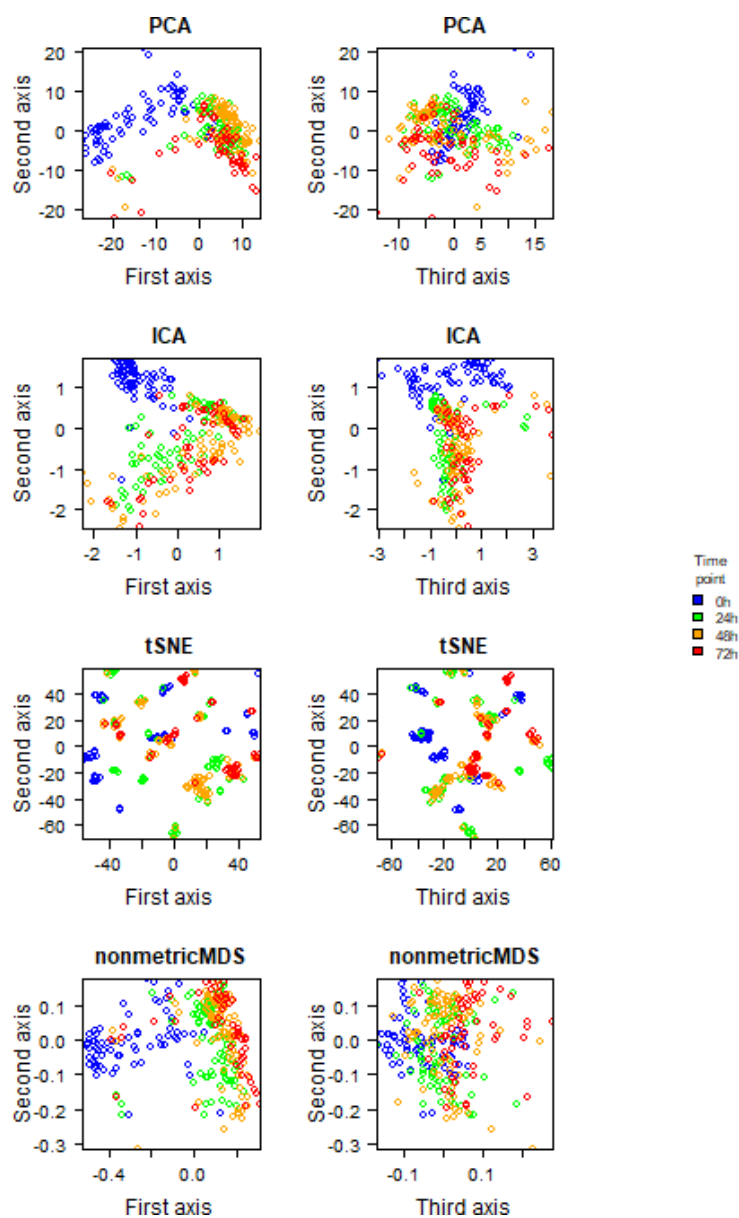 PCA
Second axis
20
10
0
-10
-20
-20
-10
0
10
First axis
PCA
Second axis
20
10
0
-10
-20
-10
0
5
15
Third axis
ICA
Second axis
1
0
-1
-2
-2
-1
0
1
First axis
ICA
Second axis
1
0
-1
-2
-3
-1
1
3
Third axis
Time
point
0h
24h
48h
72h
tSNE
Second axis
40
20
0
-20
-40
-60
-40
0
20
40
First axis
tSNE
Second axis
40
20
0
-20
-40
-60
-60
-20
20
60
Third axis
nonmetricMDS
Second axis
0.1
0.0
-0.1
-0.2
-0.3
-0.4
0.0
First axis
nonmetricMDS
Second axis
0.1
0.0
-0.1
-0.2
-0.3
-0.1
0.1
Third axis